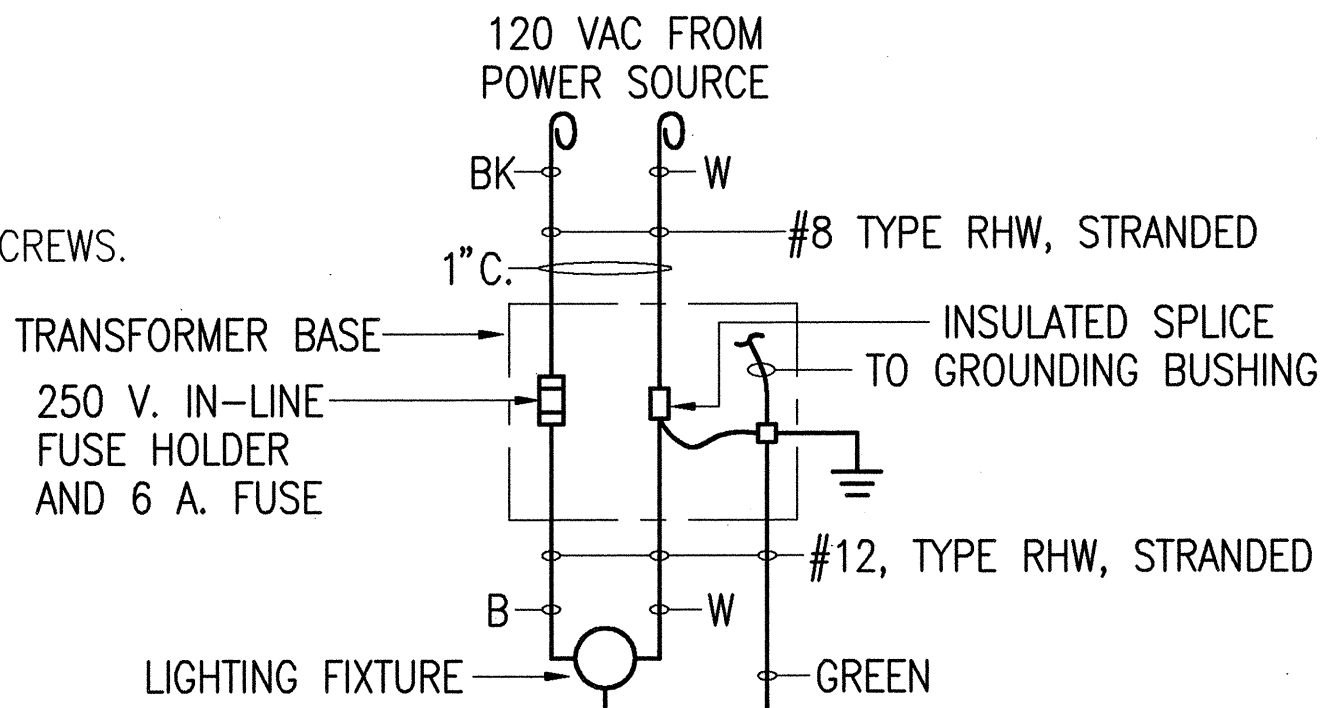 120 VAC FROM
POWER SOURCE
BK
W
#8 TYPE RHW, STRANDED
CREWS.
1" C.
TRANSFORMER BASE
INSULATED SPLICE
TO GROUNDING BUSHING
250 V. IN-LINE
FUSE HOLDER
AND 6 A. FUSE
#12, TYPE RHW, STRANDED
B
W
LIGHTING FIXTURE
GREEN